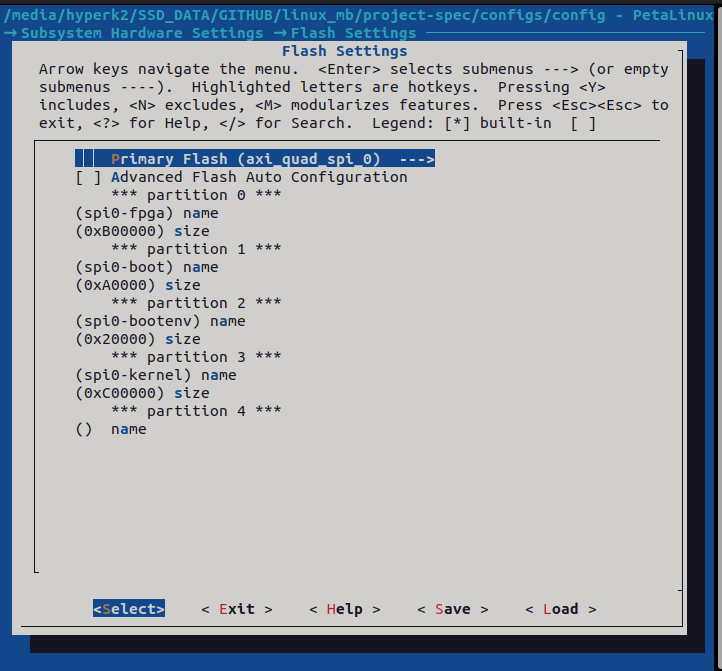 /media/hyperk2/SSD_DATA/GITHUB/linux_mb/project-spec/configs/config - PetaLinux
→ Subsystem Hardware Settings → Flash Settings
Flash Settings
Arrow keys navigate the menu.  <Enter> selects submenus ---> (or empty
submenus ----).  Highlighted letters are hotkeys.  Pressing <Y>
includes, <N> excludes, <M> modularizes features.  Press <Esc><Esc> to
exit, <?> for Help, </> for Search.  Legend: [*] built-in  [ ]
Primary Flash (axi_quad_spi_0)  --->
[ ] Advanced Flash Auto Configuration
*** partition 0 ***
(spi0-fpga) name
(0xB00000) size
*** partition 1 ***
(spi0-boot) name
(0xA0000) size
*** partition 2 ***
(spi0-bootenv) name
(0x20000) size
*** partition 3 ***
(spi0-kernel) name
(0xC00000) size
*** partition 4 ***
()  name
<Select>    < Exit >    < Help >    < Save >    < Load >